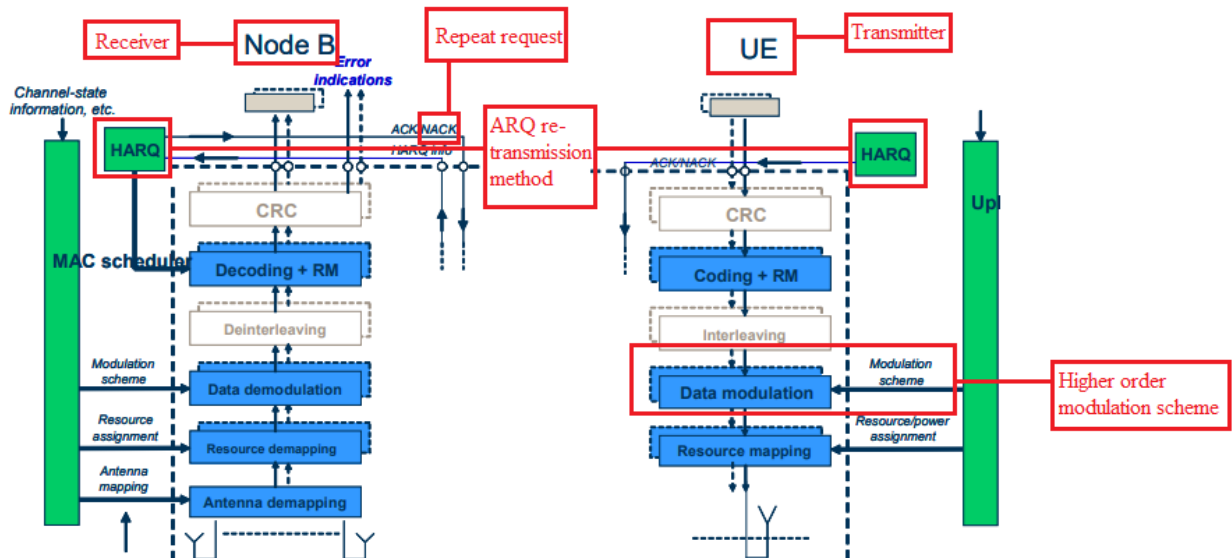 Receiver
Node B
Repeat request
UE
Transmitter
Error
indications
Channel-state
information, etc.
HARQ
ACK/NACK
HARQ info
ARQ re-
transmission
method
ACK/NACK
HARQ
CRC
CRC
Upl
MAC scheduler
Decoding + RM
Coding + RM
Deinterleaving
Interleaving
Modulation
scheme
Data demodulation
Data modulation
Modulation
scheme
Higher order
modulation scheme
Resource
assignment
Resource demapping
Resource mapping
Resource/power
assignment
Antenna
mapping
Antenna demapping